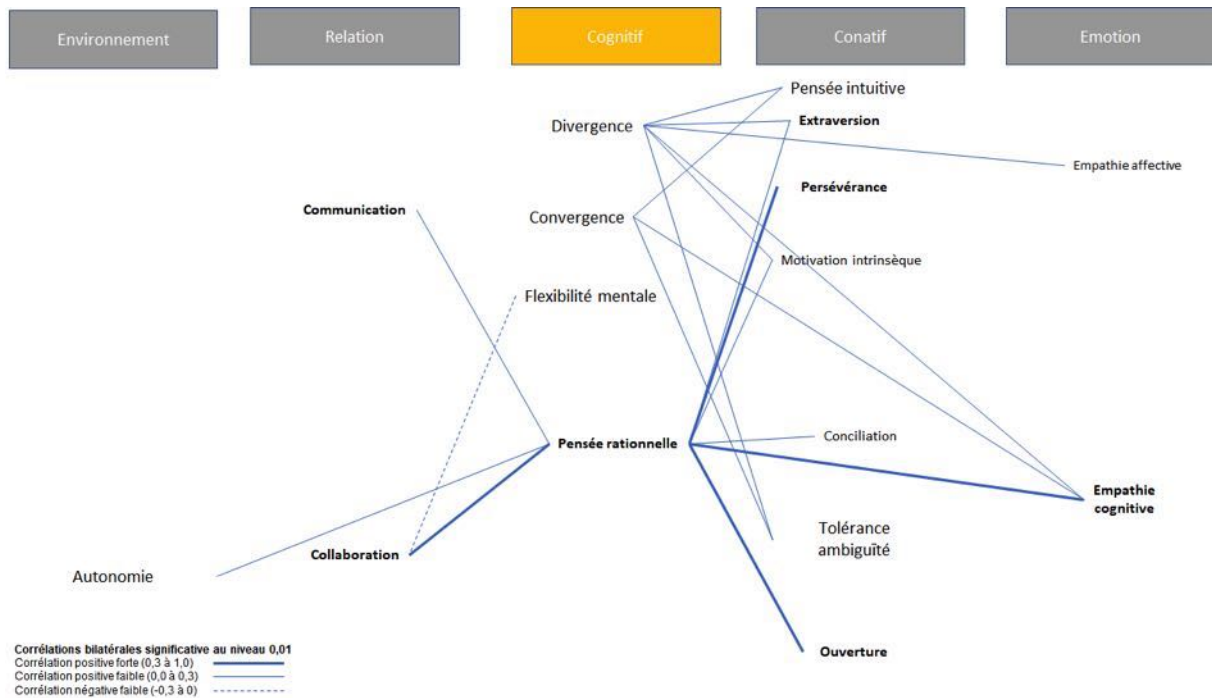 Environnement
Relation
Cognitif
Conatif
Emotion
Pensée intuitive
Divergence
Extraversion
Empathie affective
Persévérance
Communication
Convergence
Motivation intrinsèque
Flexibilité mentale
Conciliation
Pensée rationnelle
Empathie
cognitive
Tolérance
ambiguïté
Collaboration
Autonomie
Ouverture
Corrélations bilatérales significative au niveau 0,01
Corrélation positive forte (0,3 à 1,0)
Corrélation positive faible (0,0 à 0,3)
Corrélation négative faible (-0,3 à 0)